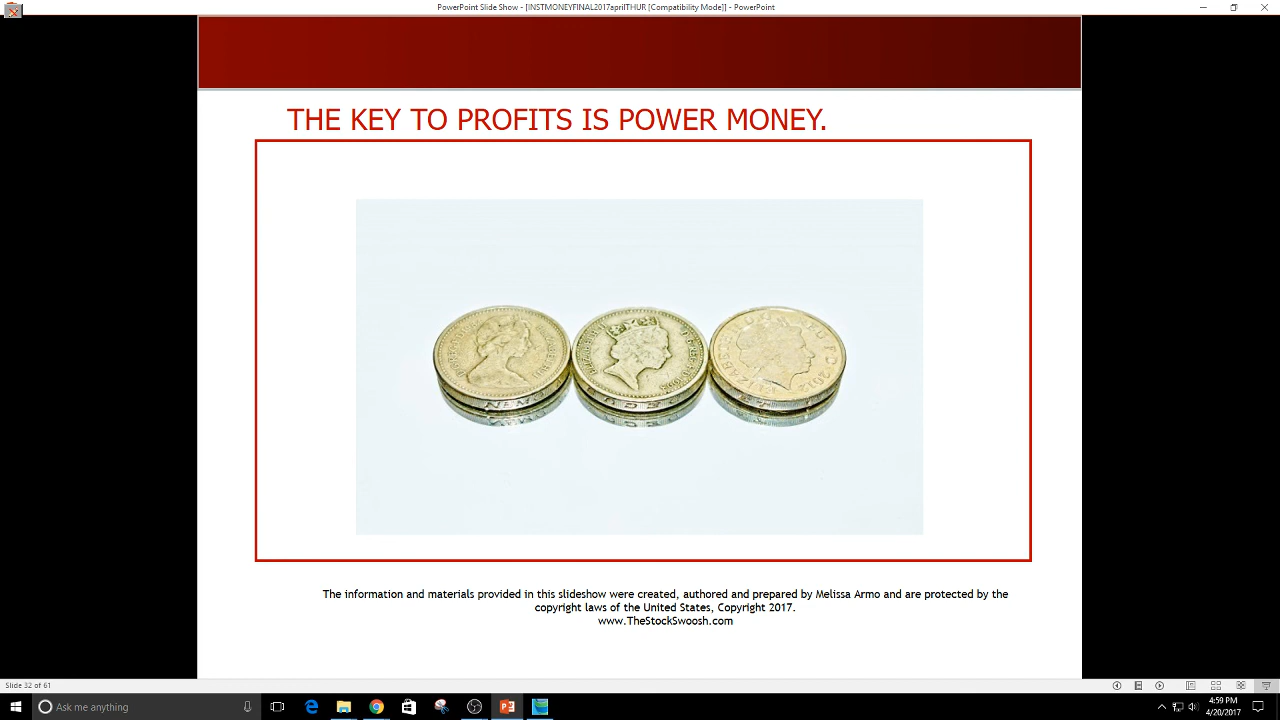 PowerPoint Slide Show - [INSTMONEYFINAL2017aprilTHUR [Compatibility Mode]] - PowerPoint
THE KEY TO PROFITS IS POWER MONEY.
The information and materials provided in this slideshow were created, authored and prepared by Melissa Armo and are protected by the
copyright laws of the United States, Copyright 2017.
www.TheStockSwoosh.com
Slide 32 of 61
Ask me anything
4:59 PM
4/20/2017